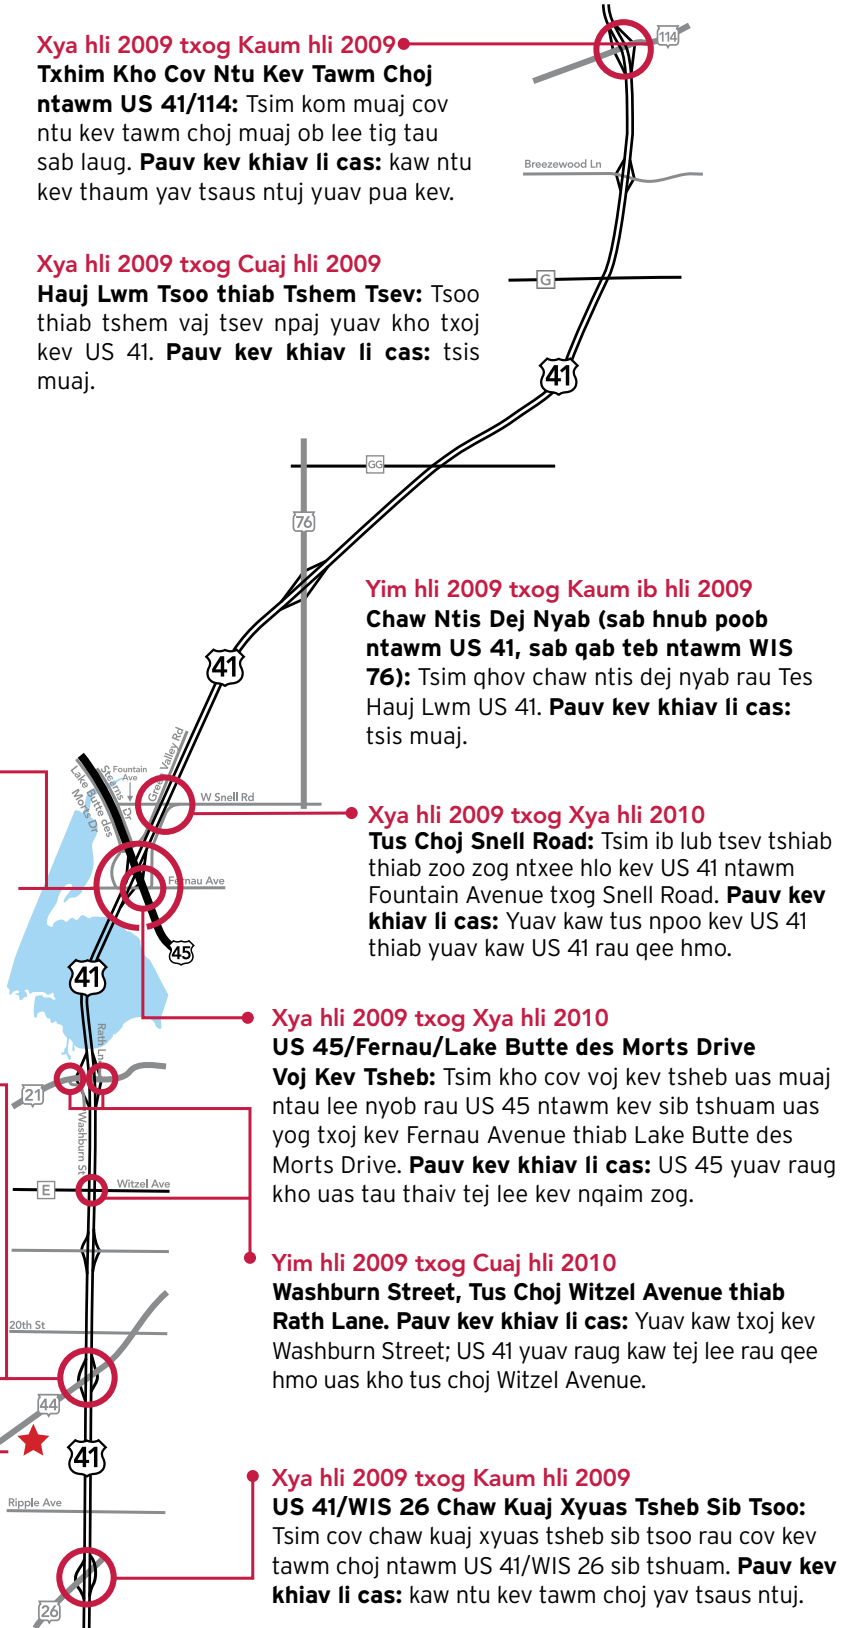 Xya hli 2009 txog Kaum hli 2009
Txhim Kho Cov Ntu Kev Tawm Choj
ntawm US 41/114: Tsim kom muaj cov
ntu kev tawm choj muaj ob lee tig tau
sab laug. Pauv kev khiav li cas: kaw ntu
kev thaum yav tsaus ntuj yuav pua kev.
114
Breezewood Ln
Xya hli 2009 txog Cuaj hli 2009
Hauj Lwm Tsoo thiab Tshem Tsev: Tsoo
thiab tshem vaj tsev npaj yuav kho txoj
kev US 41. Pauv kev khiav li cas: tsis
muaj.
G
41
GG
76
Yim hli 2009 txog Kaum ib hli 2009
Chaw Ntis Dej Nyab (sab hnub poob
ntawm US 41, sab qab teb ntawm WIS
76): Tsim qhov chaw ntis dej nyab rau Tes
Hauj Lwm US 41. Pauv kev khiav li cas:
tsis muaj.
41
Green Valley Rd
Fountain
Ave
Stearns Dr
Lake Butte des
Morts Dr
W Snell Rd
Fernau Ave
45
41
Xya hli 2009 txog Xya hli 2010
Tus Choj Snell Road: Tsim ib lub tsev tshiab
thiab zoo zog ntxee hlo kev US 41 ntawm
Fountain Avenue txog Snell Road. Pauv kev
khiav li cas: Yuav kaw tus npoo kev US 41
thiab yuav kaw US 41 rau qee hmo.
Xya hli 2009 txog Xya hli 2010
US 45/Fernau/Lake Butte des Morts Drive
Voj Kev Tsheb: Tsim kho cov voj kev tsheb uas muaj
ntau lee nyob rau US 45 ntawm kev sib tshuam uas
yog txoj kev Fernau Avenue thiab Lake Butte des
Morts Drive. Pauv kev khiav li cas: US 45 yuav raug
kho uas tau thaiv tej lee kev nqaim zog.
Rath Ln
21
Washburn St
E
Witzel Ave
Yim hli 2009 txog Cuaj hli 2010
Washburn Street, Tus Choj Witzel Avenue thiab
Rath Lane. Pauv kev khiav li cas: Yuav kaw txoj kev
Washburn Street; US 41 yuav raug kaw tej lee rau qee
hmo uas kho tus choj Witzel Avenue.
20th St
44
41
Ripple Ave
26
Xya hli 2009 txog Kaum hli 2009
US 41/WIS 26 Chaw Kuaj Xyuas Tsheb Sib Tsoo:
Tsim cov chaw kuaj xyuas tsheb sib tsoo rau cov kev
tawm choj ntawm US 41/WIS 26 sib tshuam. Pauv kev
khiav li cas: kaw ntu kev tawm choj yav tsaus ntuj.